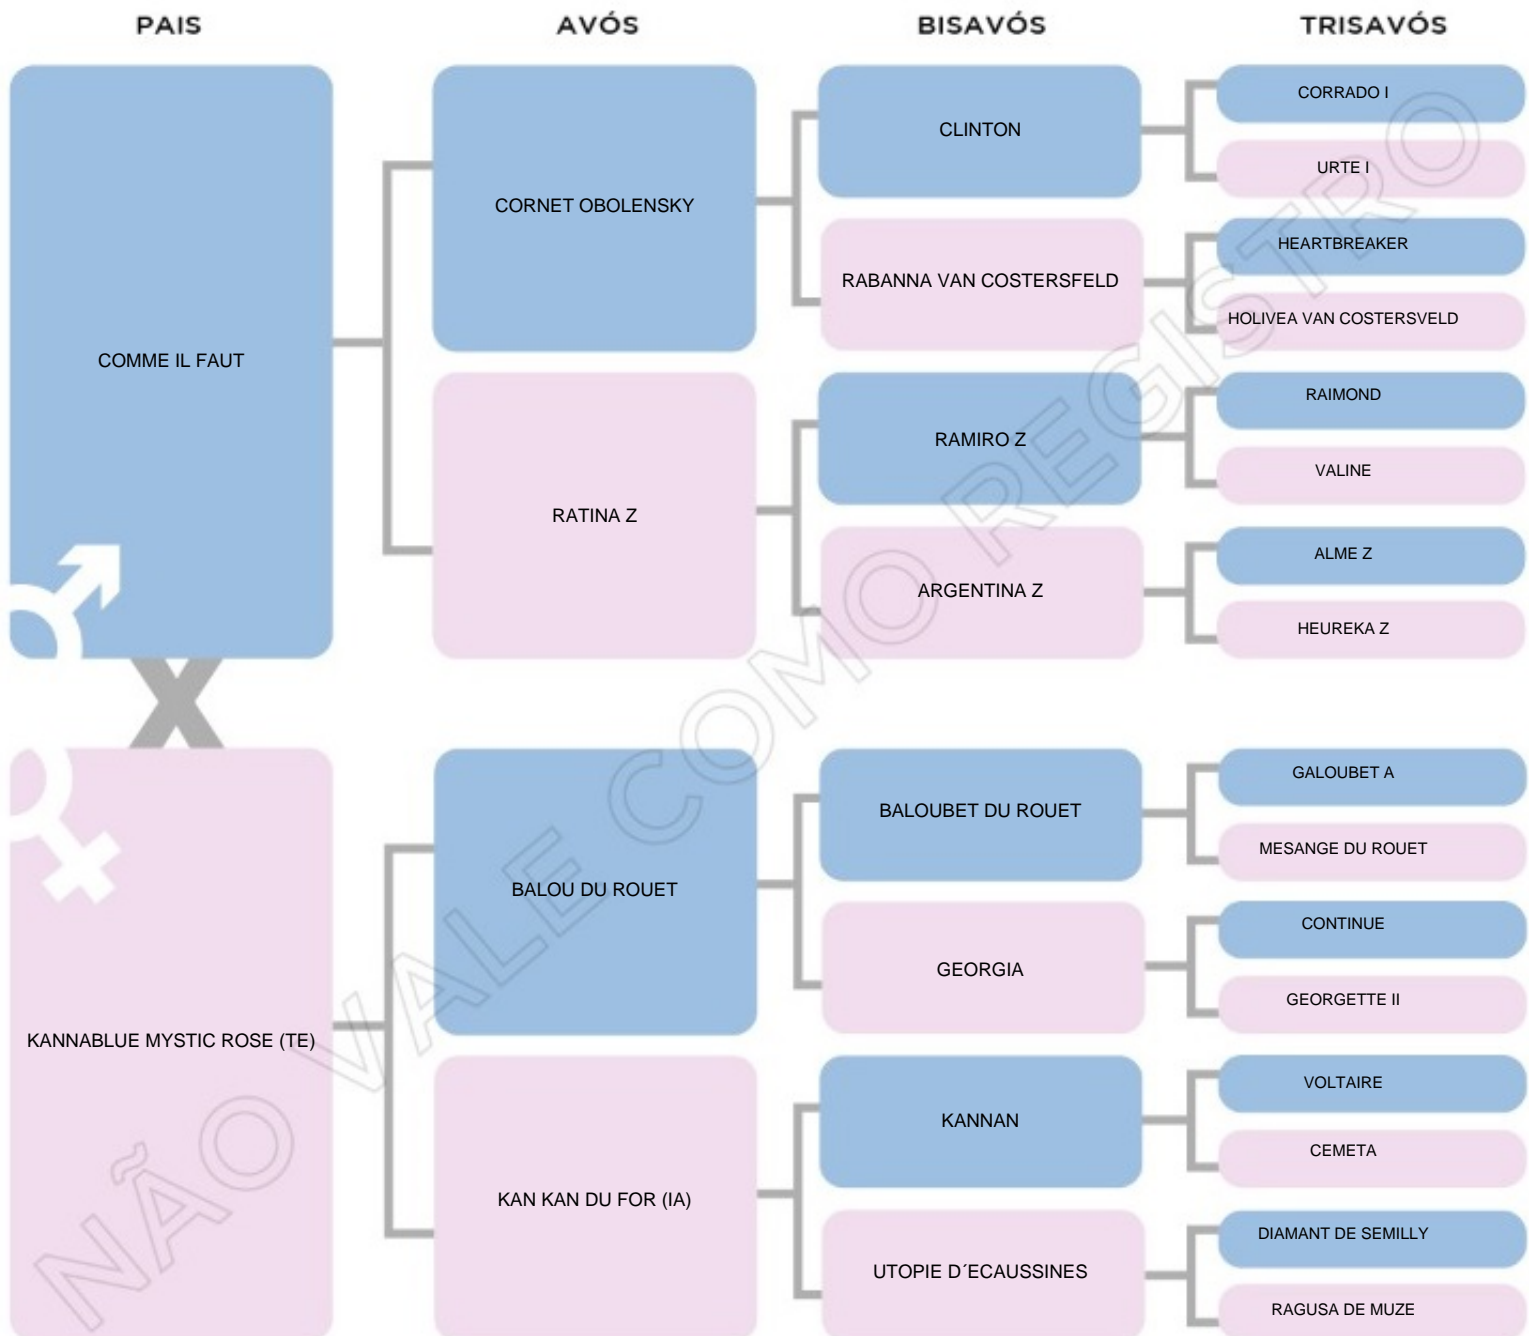 PAIS
AVÓS
BISAVÓS
TRISAVÓS
COMME IL FAUT
CORNET OBOLENSKY
CLINTON
CORRADO I
URTE I
RABANNA VAN COSTERSFELD
HEARTBREAKER
HOLIVEA VAN COSTERSVELD
RATINA Z
RAMIRO Z
RAIMOND
VALINE
ARGENTINA Z
ALME Z
HEUREKA Z
X
KANNABLUE MYSTIC ROSE (TE)
BALOU DU ROUET
BALOUBET DU ROUET
GALOUBET A
MESANGE DU ROUET
GEORGIA
CONTINUE
GEORGETTE II
KAN KAN DU FOR (IA)
KANNAN
VOLTAIRE
CEMETA
UTOPIE D´ECAUSSINES
DIAMANT DE SEMILLY
RAGUSA DE MUZE
NÃO VALE COMO REGISTRO